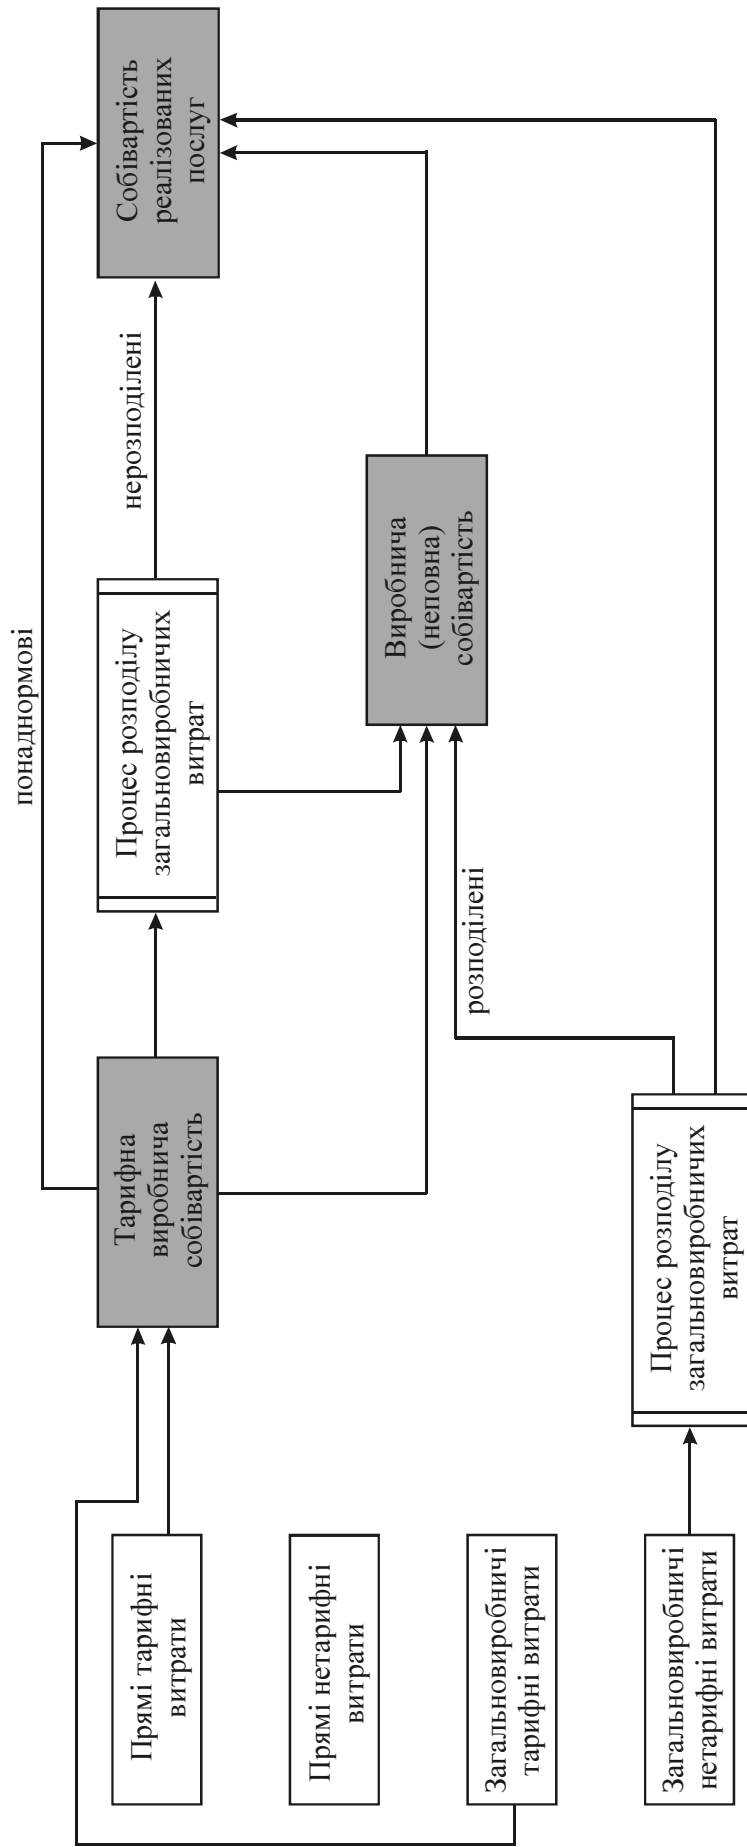 Прямі тарифні
витрати
Прямі нетарифні
витрати
Загальновиробничі
тарифні витрати
Загальновиробничі
нетарифні витрати
Тарифна
виробнича
собівартість
Процес розподілу
загальновиробничих
витрат
понаднормові
Процес розподілу
загальновиробничих
витрат
розподілені
нерозподілені
Виробнича
(неповна)
собівартість
Собівартість
реалізованих
послуг